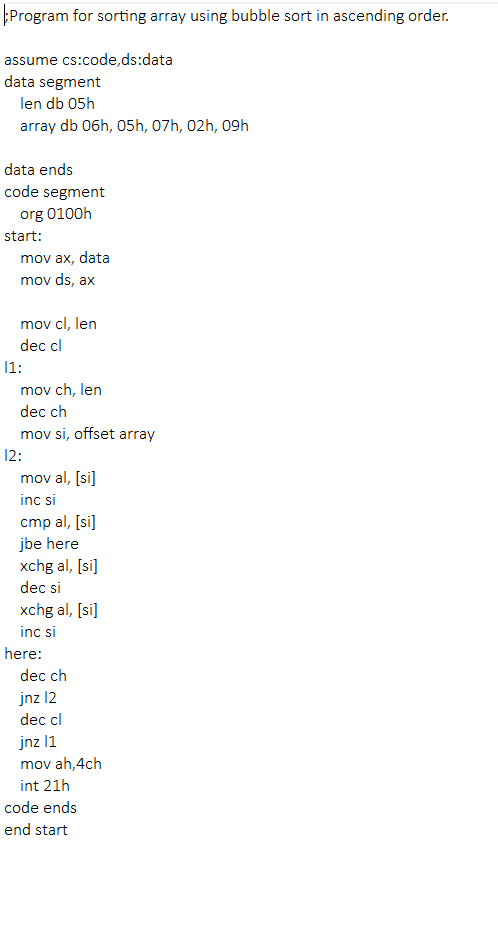 ;Program for sorting array using bubble sort in ascending order.
assume cs:code,ds:data
data segment
len db 05h
array db 06h, 05h, 07h, 02h, 09h
data ends
code segment
org 0100h
start:
mov ax, data
mov ds, ax
mov cl, len
dec cl
l1:
mov ch, len
dec ch
mov si, offset array
l2:
mov al, [si]
inc si
cmp al, [si]
jbe here
xchg al, [si]
dec si
xchg al, [si]
inc si
here:
dec ch
jnz l2
dec cl
jnz l1
mov ah,4ch
int 21h
code ends
end start